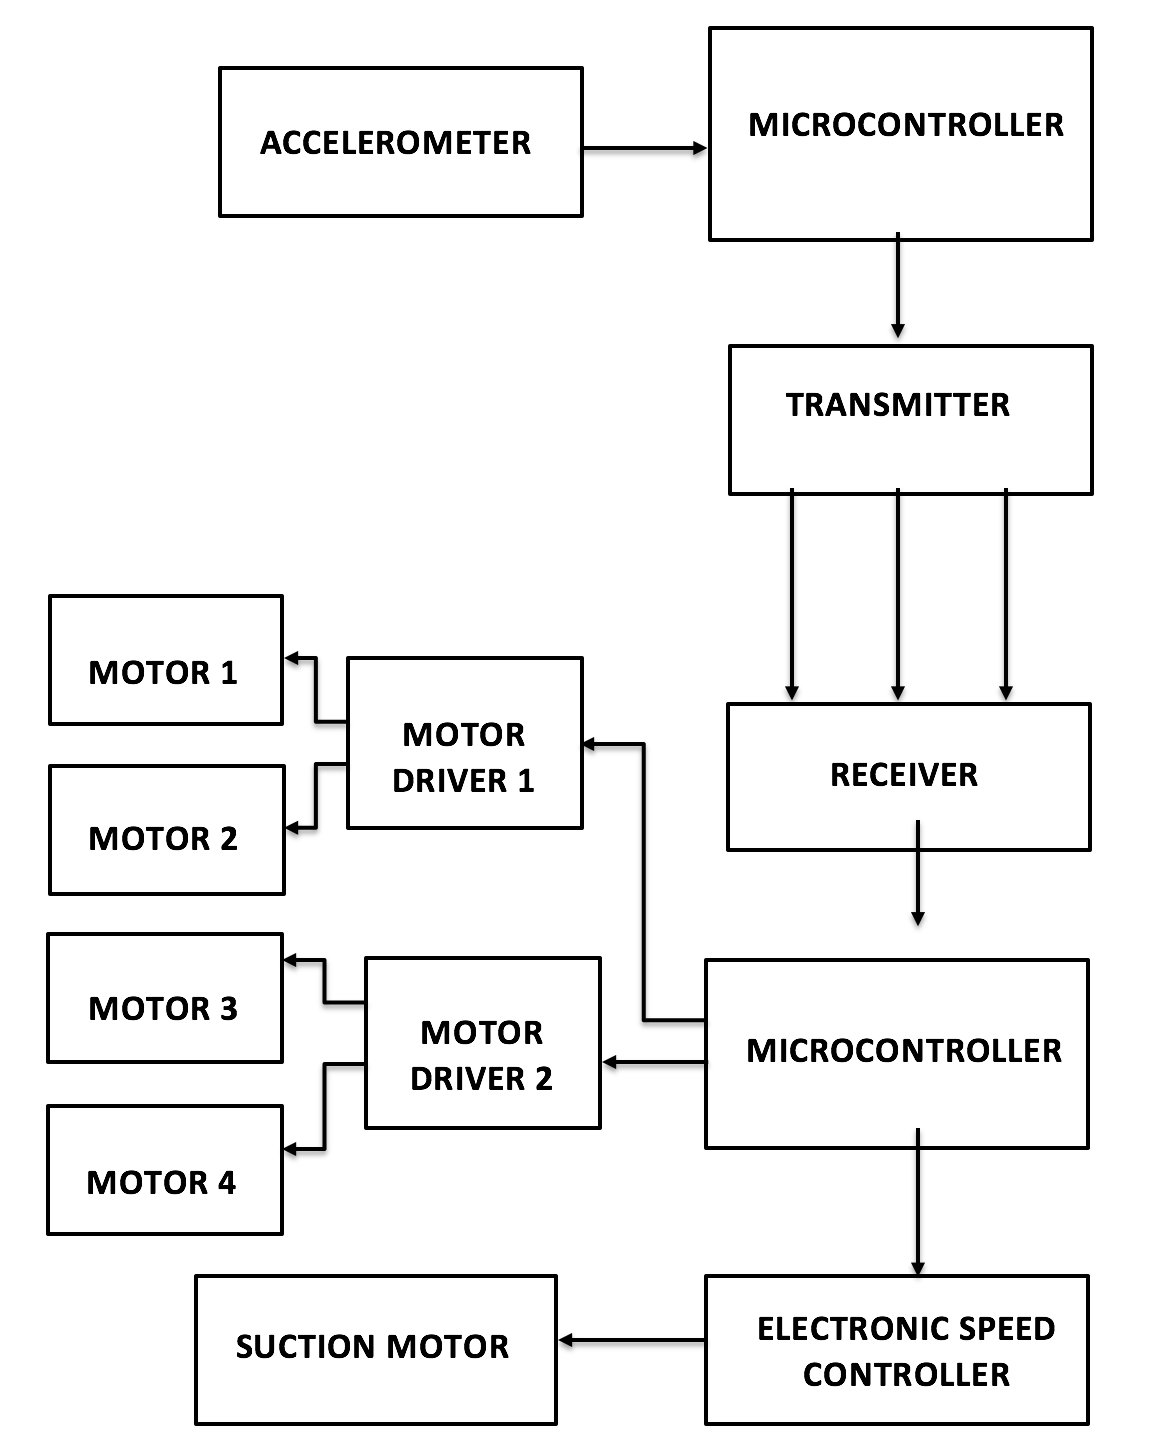 ACCELEROMETER
MICROCONTROLLER
TRANSMITTER
RECEIVER
MOTOR 1
MOTOR
DRIVER 1
MOTOR 2
MOTOR 3
MOTOR
DRIVER 2
MICROCONTROLLER
MOTOR 4
SUCTION MOTOR
ELECTRONIC SPEED
CONTROLLER